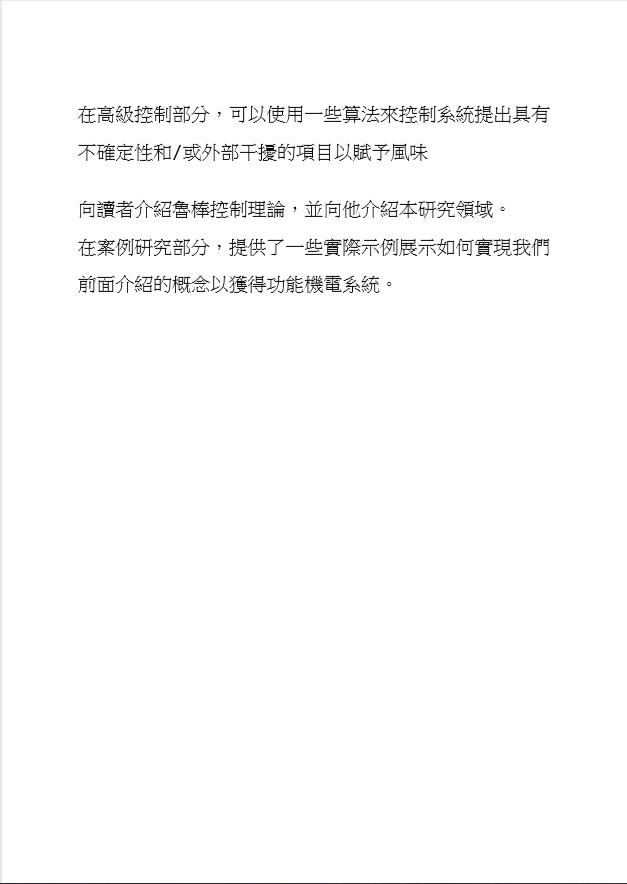 在高級控制部分，可以使用一些算法來控制系統提出具有
不確定性和/或外部干擾的項目以賦予風味
向讀者介紹魯棒控制理論，並向他介紹本研究領域。
在案例研究部分，提供了一些實際示例展示如何實現我們
前面介紹的概念以獲得功能機電系統。